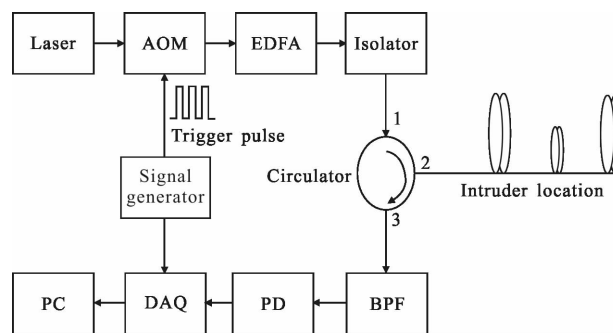 Laser
AOM
EDFA
Isolator
1
Trigger pulse
Circulator
2
Intruder location
Signal
generator
3
PC
DAQ
PD
BPF